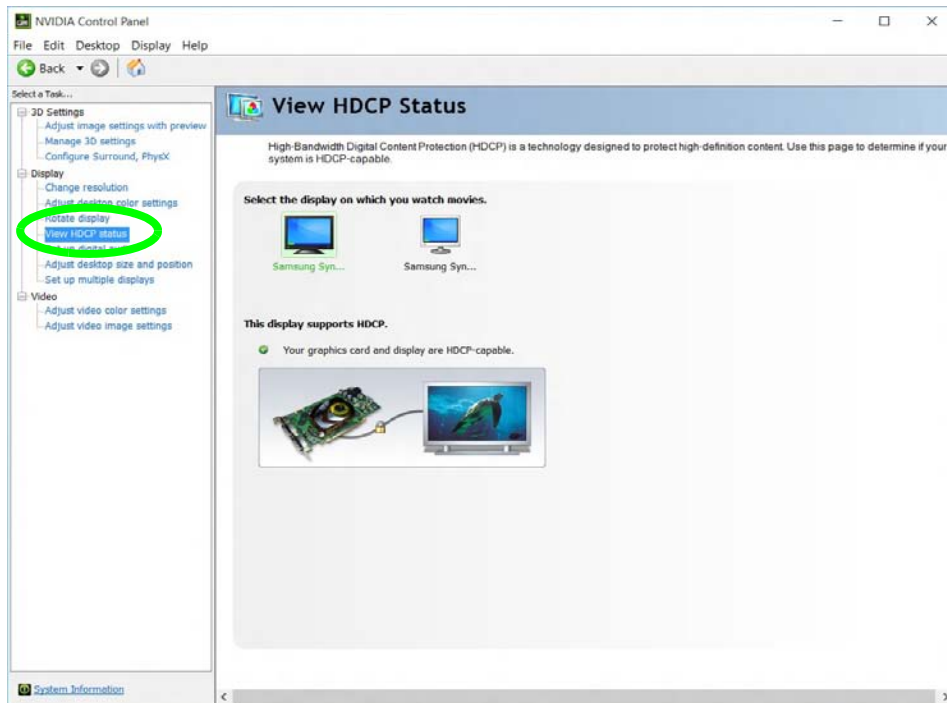 NVIDIA Control Panel
File Edit Desktop Display Help
Back
Select a Task...
3D Settings
Adjust image settings with preview
Manage 3D settings
Configure Surround, PhysX
Display
Change resolution
Adjust desktop color settings
Rotate display
View HDCP status
Set up digital
Adjust desktop size and position
Set up multiple displays
Video
Adjust video color settings
Adjust video image settings
System Information
View HDCP Status
High-Bandwidth Digital Content Protection (HDCP) is a technology designed to protect high-definition content. Use this page to determine if your
system is HDCP-capable.
Select the display on which you watch movies.
Samsung Syn... Samsung Syn...
This display supports HDCP.
Your graphics card and display are HDCP-capable.